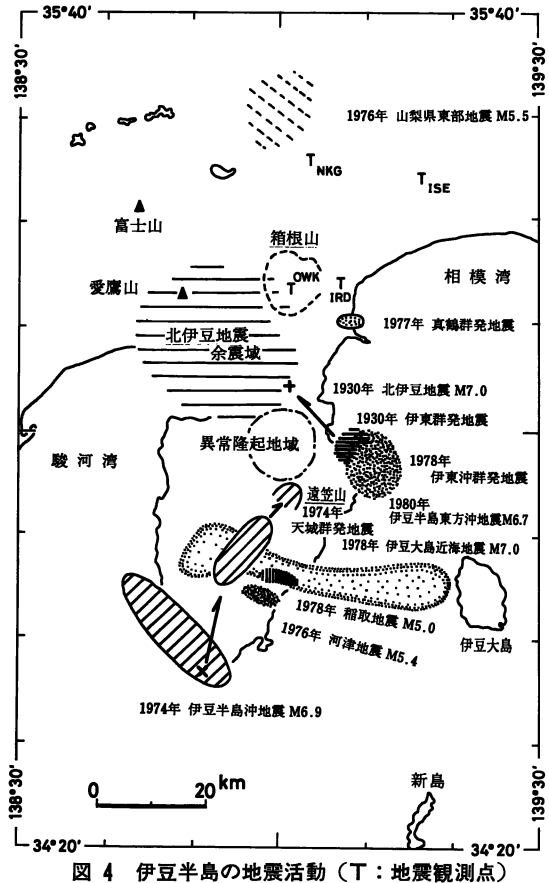 35°40′
35°40′
138°30′
139°30′
1976年 山梨県東部地震 M5.5
T NKG
T ISE
富士山
箱根山
相模湾
愛鷹山
T OWK
T IRD
1977年 真鶴群発地震
北伊豆地震
余震域
1930年 北伊豆地震 M7.0
1930年 伊東群発地震
駿河湾
異常隆起地域
1978年
伊東沖群発地震
遠笠山
1974年
天城群発地震
1980年
伊豆半島東方沖地震M6.7
1978年 伊豆大島近海地震 M7.0
1978年 稲取地震 M5.0
1976年 河津地震 M5.4
伊豆大島
1974年 伊豆半島沖地震 M6.9
0 20 km
新島
138°30′
139°30′
34°20′
34°20′
図 4 伊豆半島の地震活動（T：地震観測点）